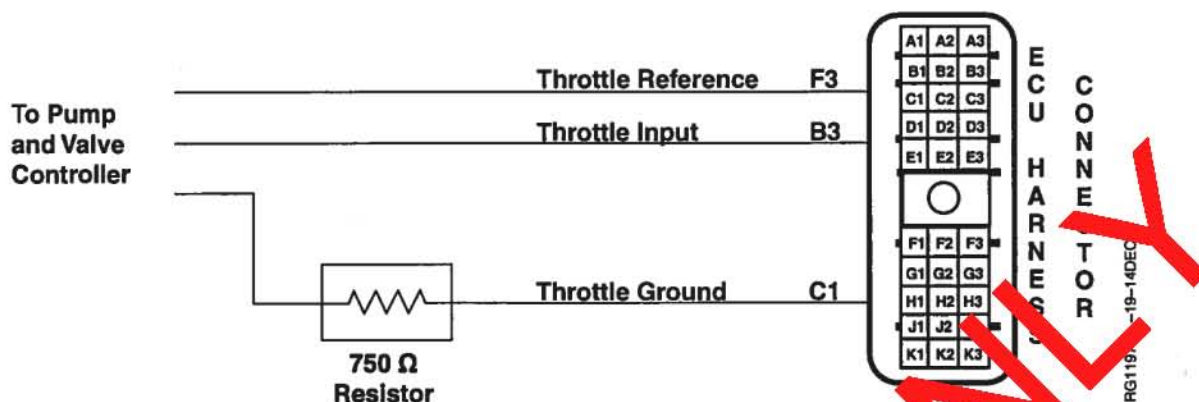 To Pump
and Valve
Controller
Throttle Reference F3
Throttle Input B3
Throttle Ground C1
750 Ω
Resistor
A1 A2 A3
B1 B2 B3
C1 C2 C3
D1 D2 D3
E1 E2 E3
F1 F2 F3
G1 G2 G3
H1 H2 H3
J1 J2
K1 K2 K3
ECU HARNESS
CONNECTOR
-19-14DEC